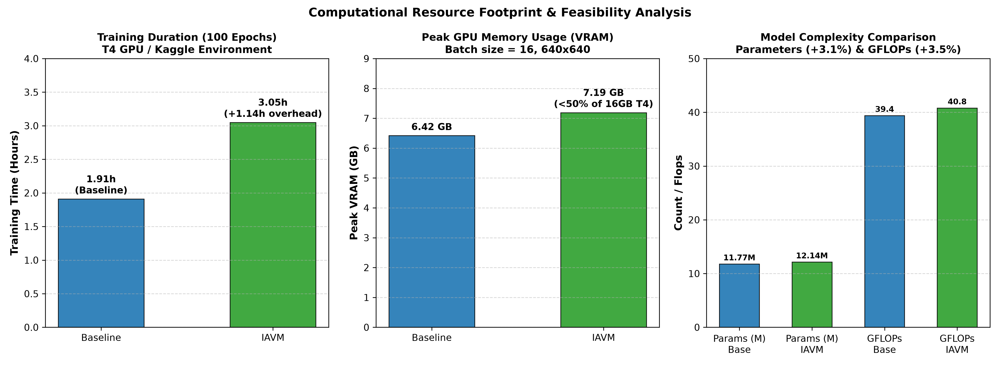 Computational Resource Footprint & Feasibility Analysis
Training Duration (100 Epochs)
T4 GPU / Kaggle Environment
Training Time (Hours)
4.0
3.5
3.0
2.5
2.0
1.5
1.0
0.5
0.0
1.91h
(Baseline)
3.05h
(+1.14h overhead)
Baseline
IAVM
Peak GPU Memory Usage (VRAM)
Batch size = 16, 640x640
Peak VRAM (GB)
9
8
7
6
5
4
3
2
1
0
6.42 GB
7.19 GB
(<50% of 16GB T4)
Baseline
IAVM
Model Complexity Comparison
Parameters (+3.1%) & GFLOPs (+3.5%)
Count / Flops
50
40
30
20
10
0
11.77M
12.14M
39.4
40.8
Params (M)
Base
Params (M)
IAVM
GFLOPs
Base
GFLOPs
IAVM